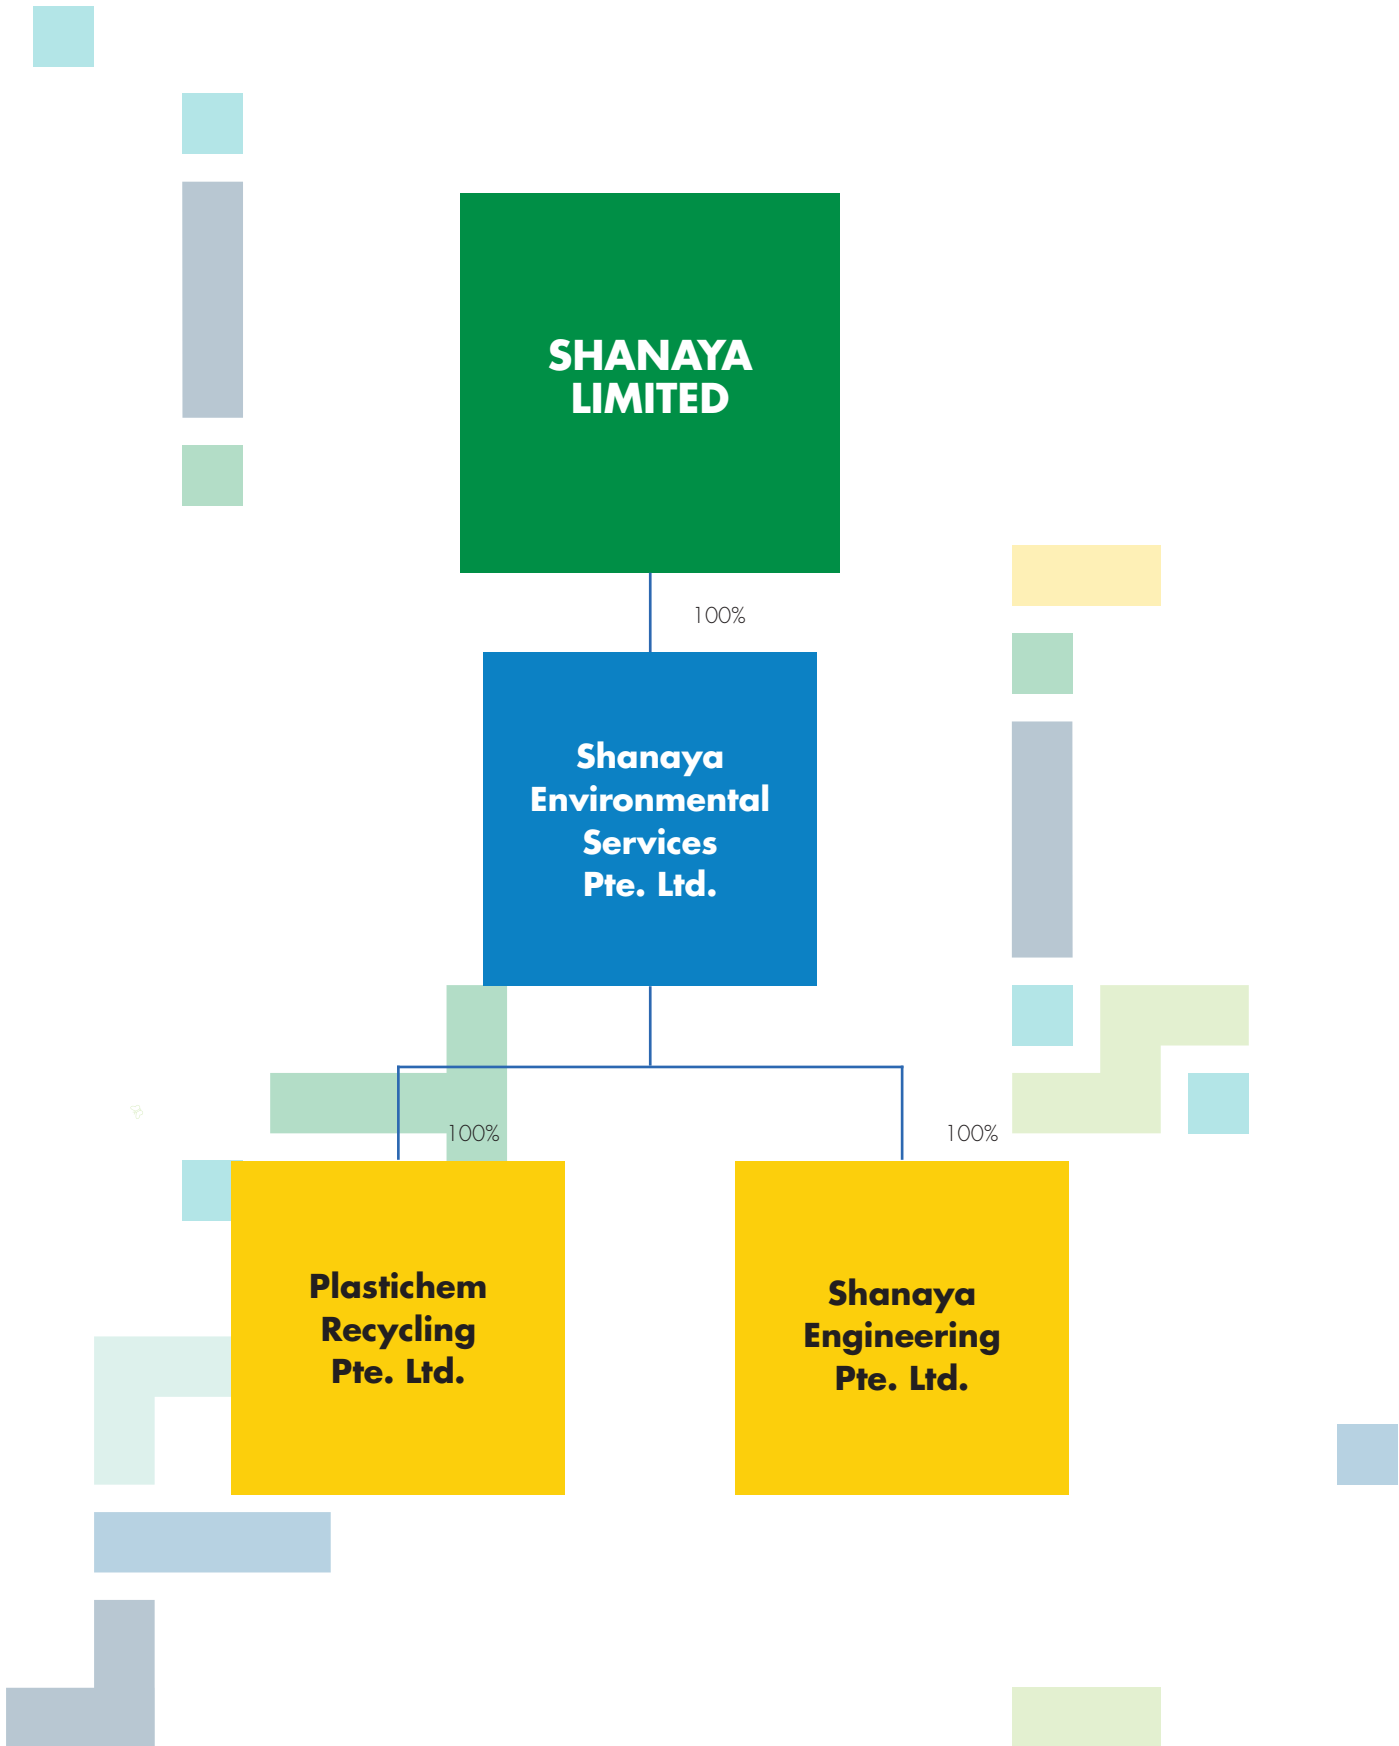 SHANAYA
LIMITED
100%
Shanaya
Environmental
Services
Pte. Ltd.
100%
100%
Plastichem
Recycling
Pte. Ltd.
Shanaya
Engineering
Pte. Ltd.